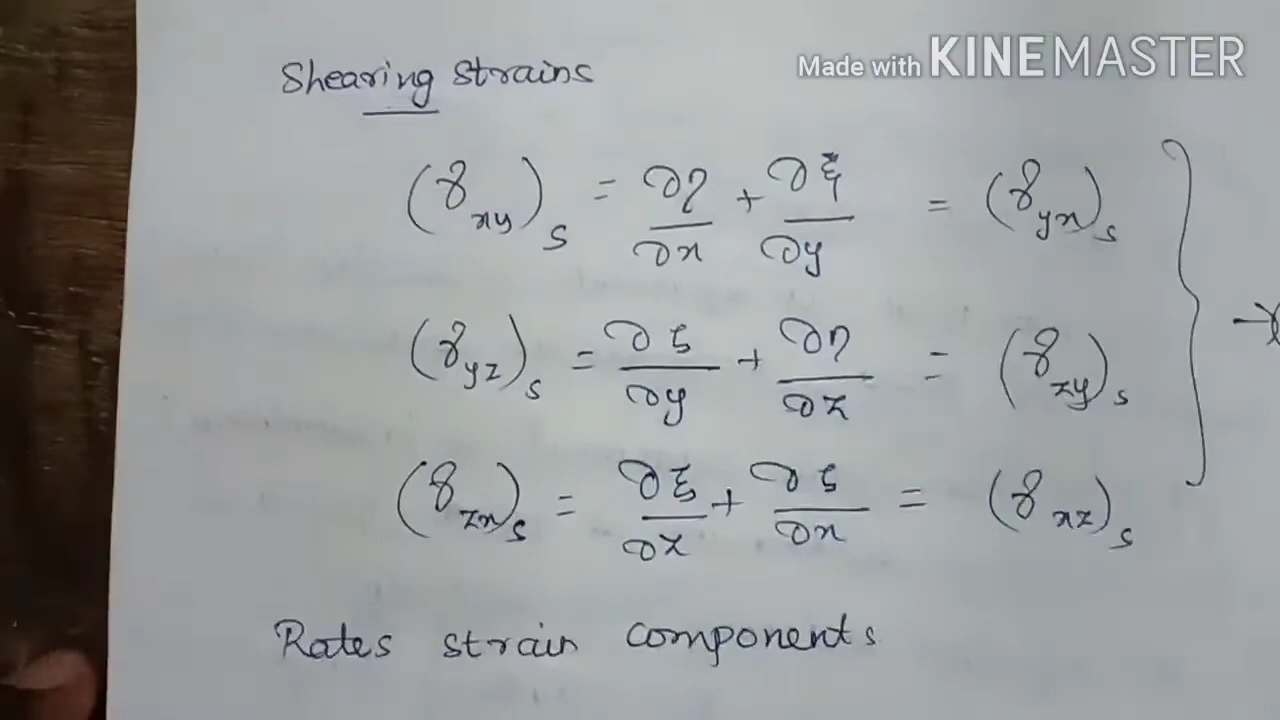 Made with KINEMASTER
Shearing Strains
(γxy)s = ∂η/∂x + ∂ξ/∂y = (γyx)s
(γyz)s = ∂ζ/∂y + ∂η/∂z = (γzy)s
(γzx)s = ∂ξ/∂z + ∂ζ/∂x = (γxz)s
Rates strain components